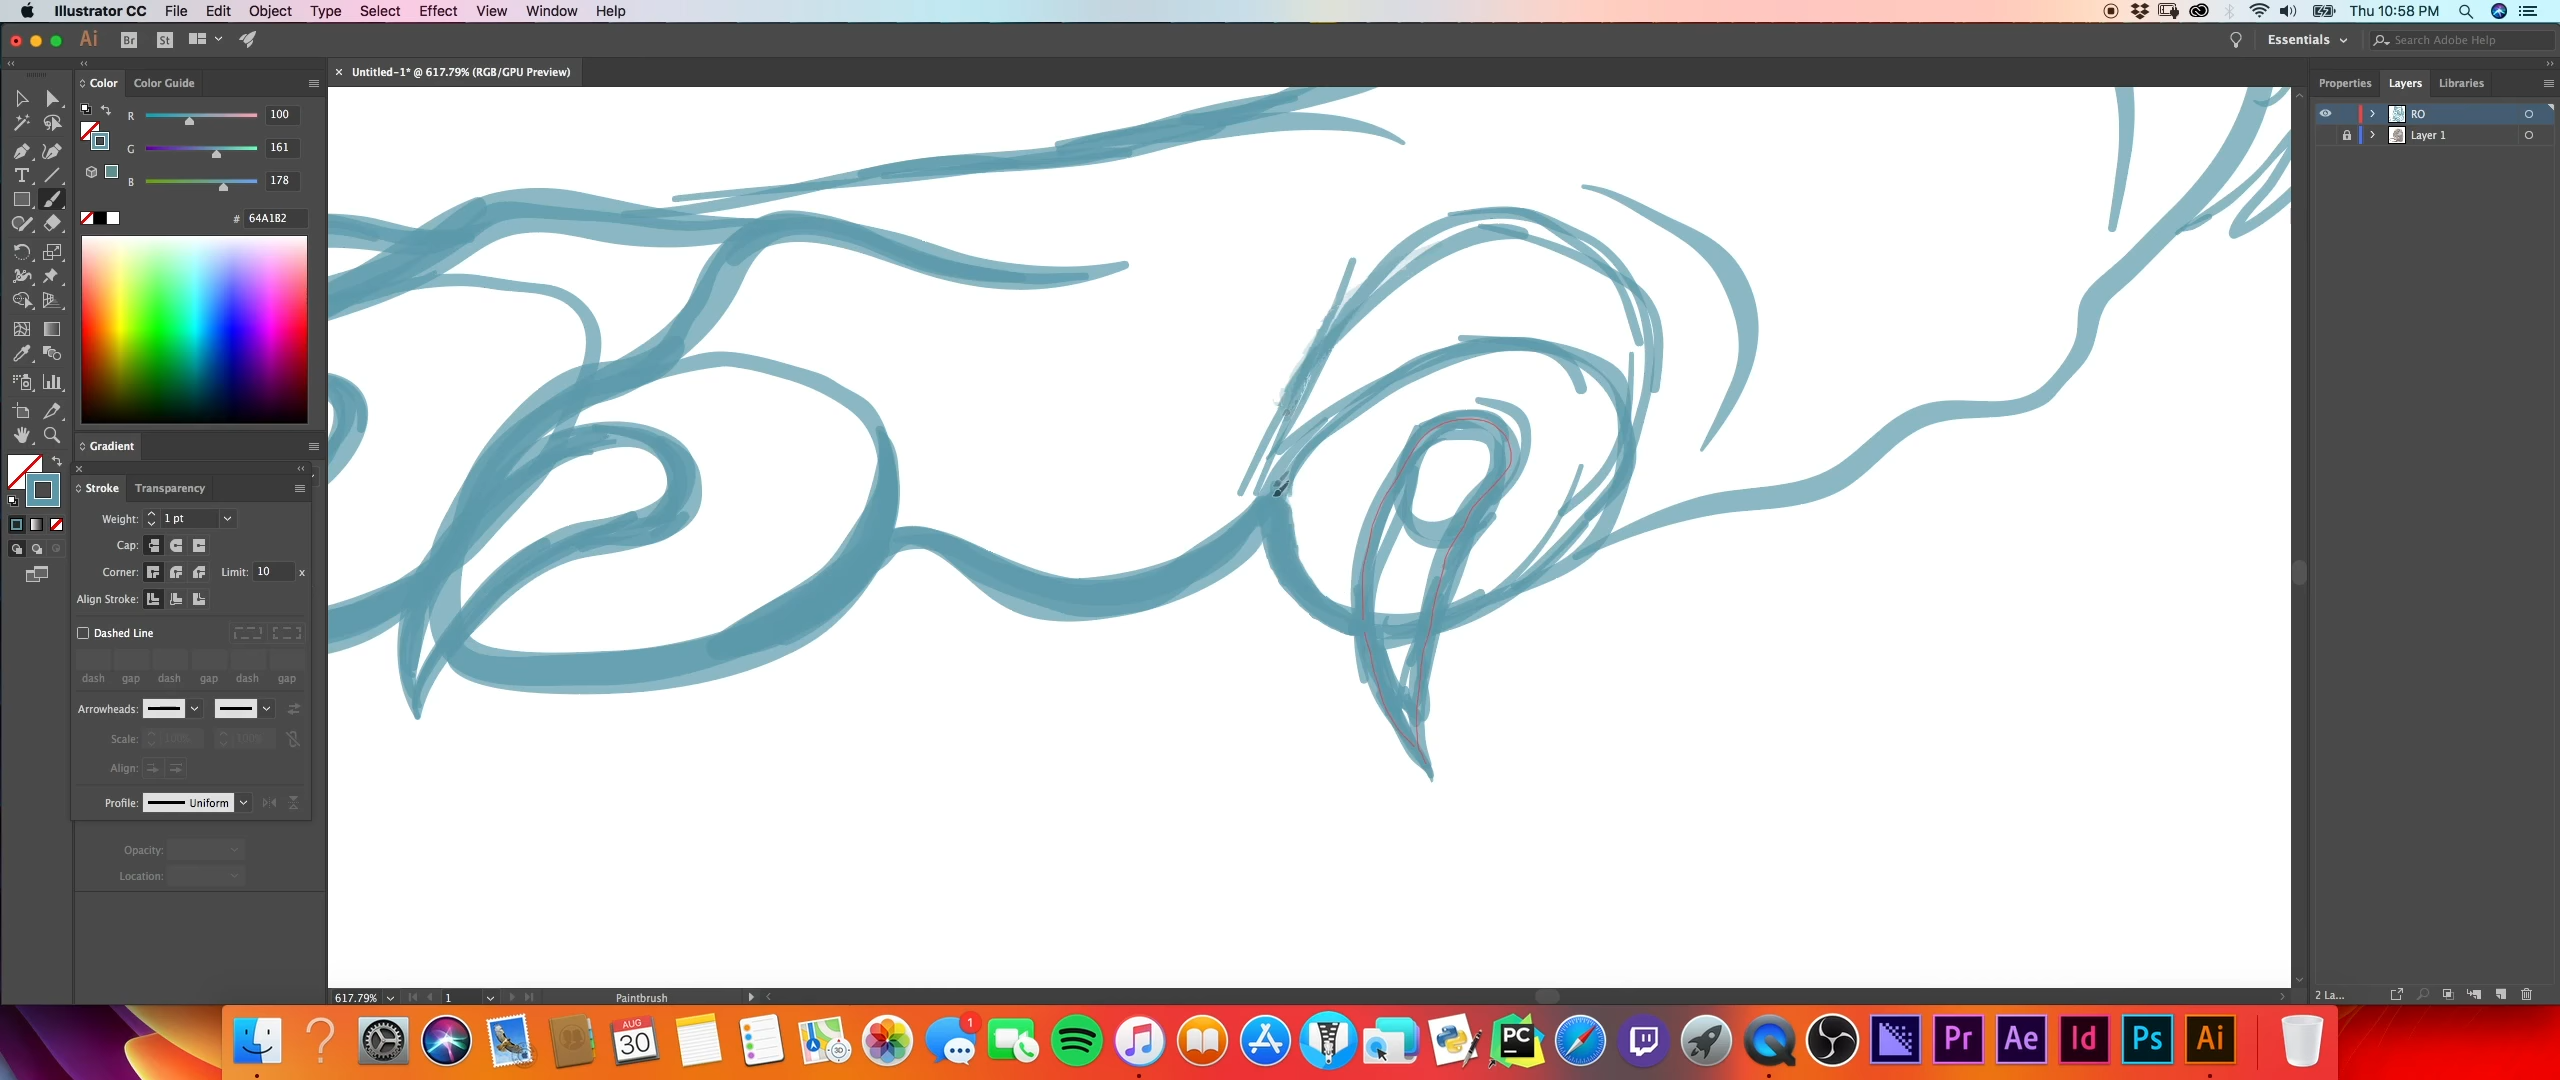 Illustrator CC File Edit Object Type Select Effect View Window Help Thu 10:58 PM
Ai Br St Essentials Search Adobe Help
Color Color Guide
Untitled-1* @ 617.79% (RGB/GPU Preview)
Properties Layers Libraries
R 100
G 161
B 178
# 64A1B2
RO
Layer 1
Gradient
Stroke Transparency
Weight: 1 pt
Cap:
Corner: Limit: 10 x
Align Stroke:
Dashed Line
dash gap dash gap dash gap
Arrowheads:
Scale: 100% 100%
Align:
Profile: Uniform
Opacity:
Location:
617.79% 1 Paintbrush
2 La...
AUG
30
1
PC
Pr Ae Id Ps Ai